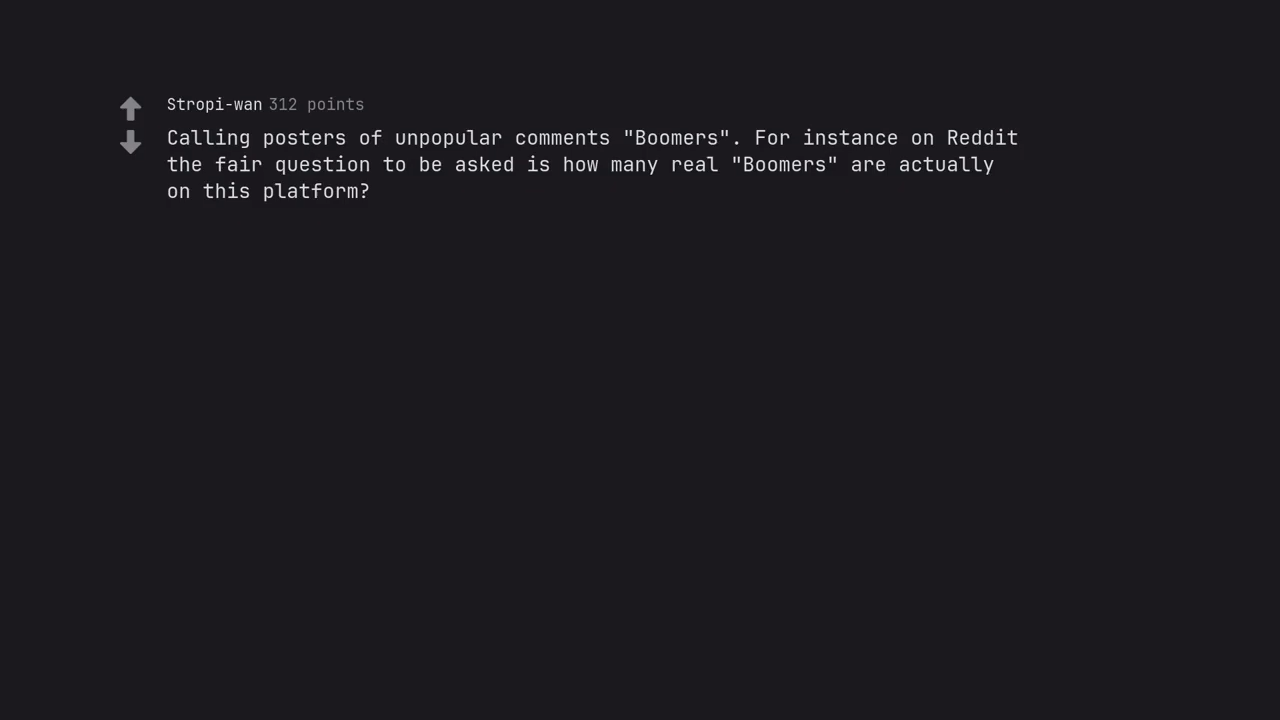 Stropi-wan 312 points
Calling posters of unpopular comments "Boomers". For instance on Reddit
the fair question to be asked is how many real "Boomers" are actually
on this platform?